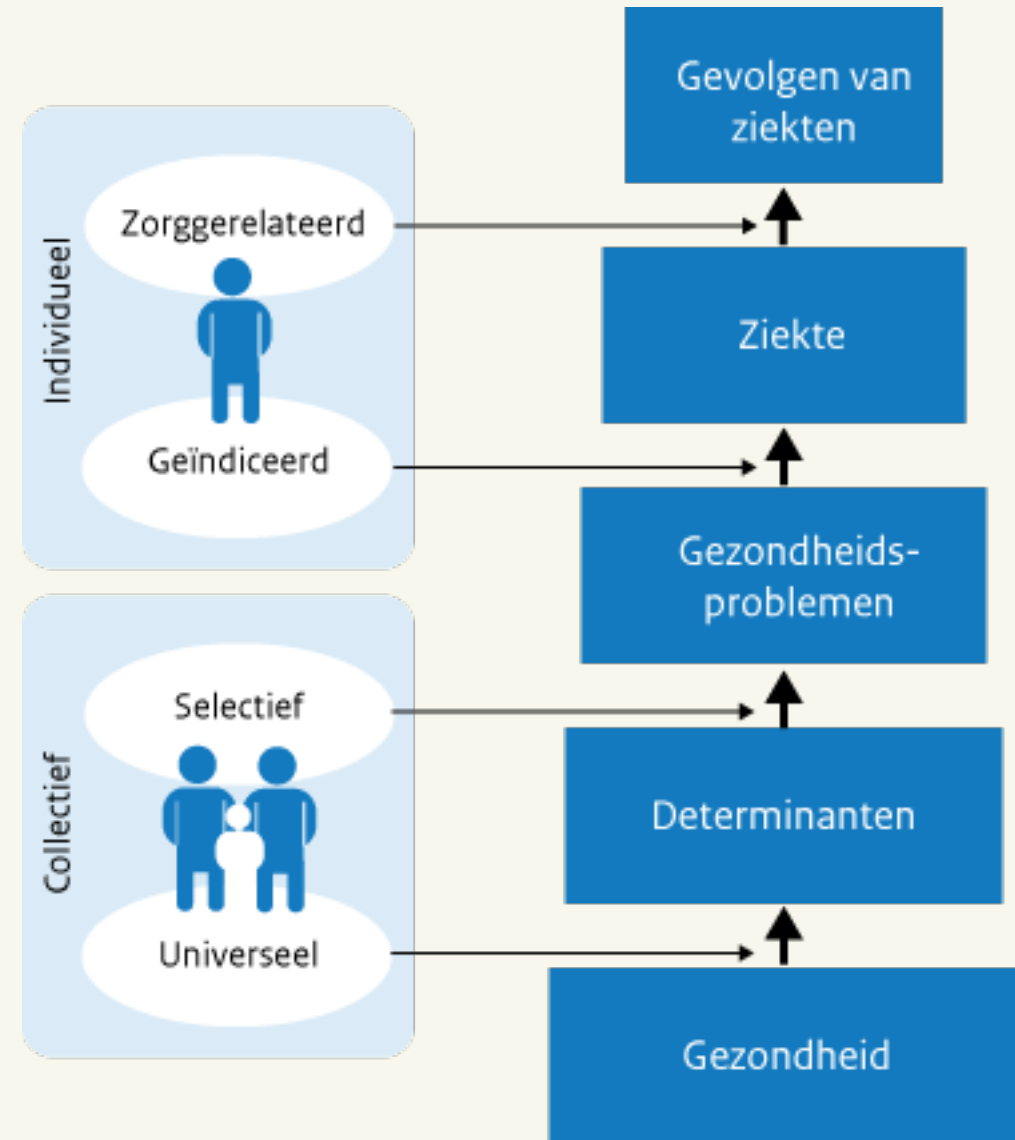 Individueel
Zorggerelateerd
Geïndiceerd
Collectief
Selectief
Universeel
Gevolgen van
ziekten
Ziekte
Gezondheids-
problemen
Determinanten
Gezondheid